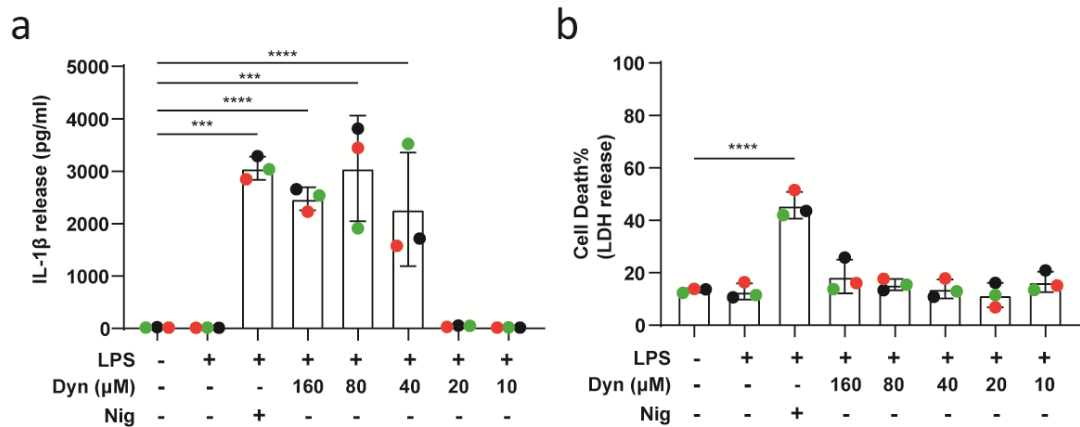 a
****
***
****
***
5000
4000
3000
2000
1000
0
IL-1β release (pg/ml)
LPS - + + + + + + +
Dyn (µM) - - - 160 80 40 20 10
Nig - - + - - - - -
b
****
100
80
60
40
20
0
Cell Death%
(LDH release)
LPS - + + + + + + +
Dyn (µM) - - - 160 80 40 20 10
Nig - - + - - - - -